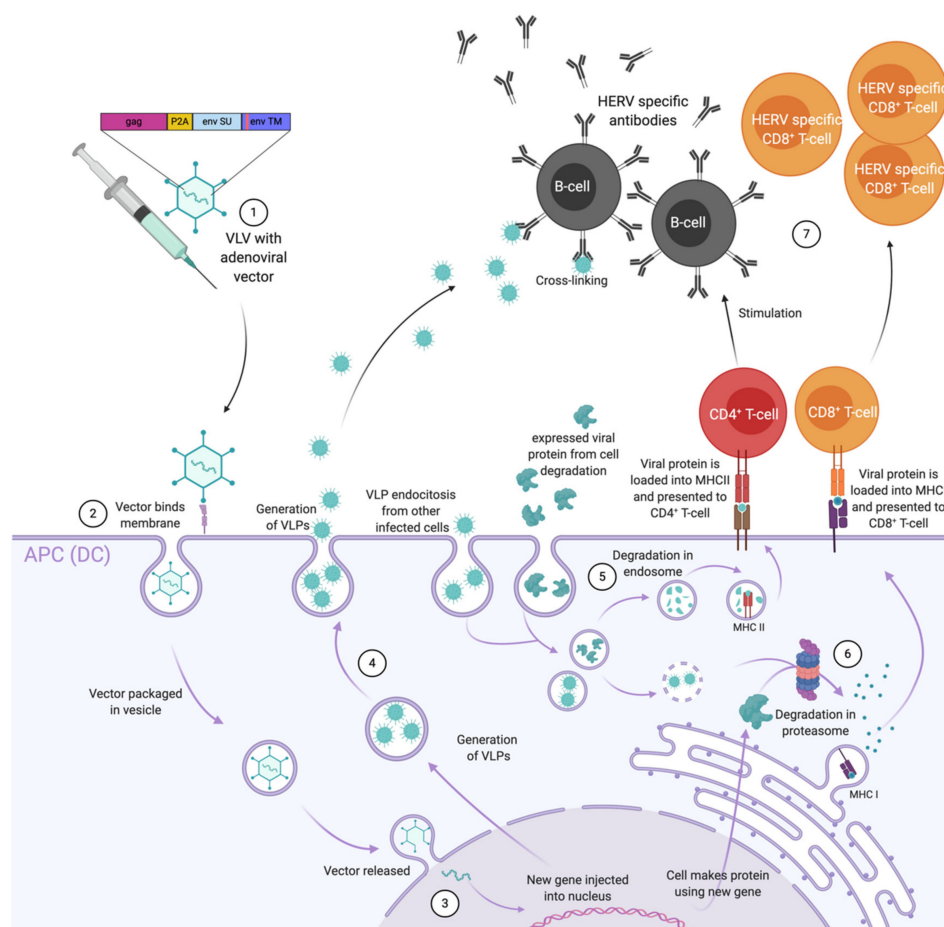 gag
P2A
env SU
env TM
1
VLV with
adenoviral
vector
HERV specific
antibodies
B-cell
B-cell
Cross-linking
HERV specific
CD8⁺ T-cell
HERV specific
CD8⁺ T-cell
HERV specific
CD8⁺ T-cell
7
Stimulation
CD4⁺ T-cell
CD8⁺ T-cell
2
Vector binds
membrane
Generation
of VLPs
VLP endocitosis
from other
infected cells
expressed viral
protein from cell
degradation
Viral protein is
loaded into MHCII
and presented to
CD4⁺ T-cell
Viral protein is
loaded into MHC
and presented to
CD8⁺ T-cell
APC (DC)
5
Degradation in
endosome
MHC II
4
6
Vector packaged
in vesicle
Generation
of VLPs
Degradation in
proteasome
MHC I
Vector released
3
New gene injected
into nucleus
Cell makes protein
using new gene